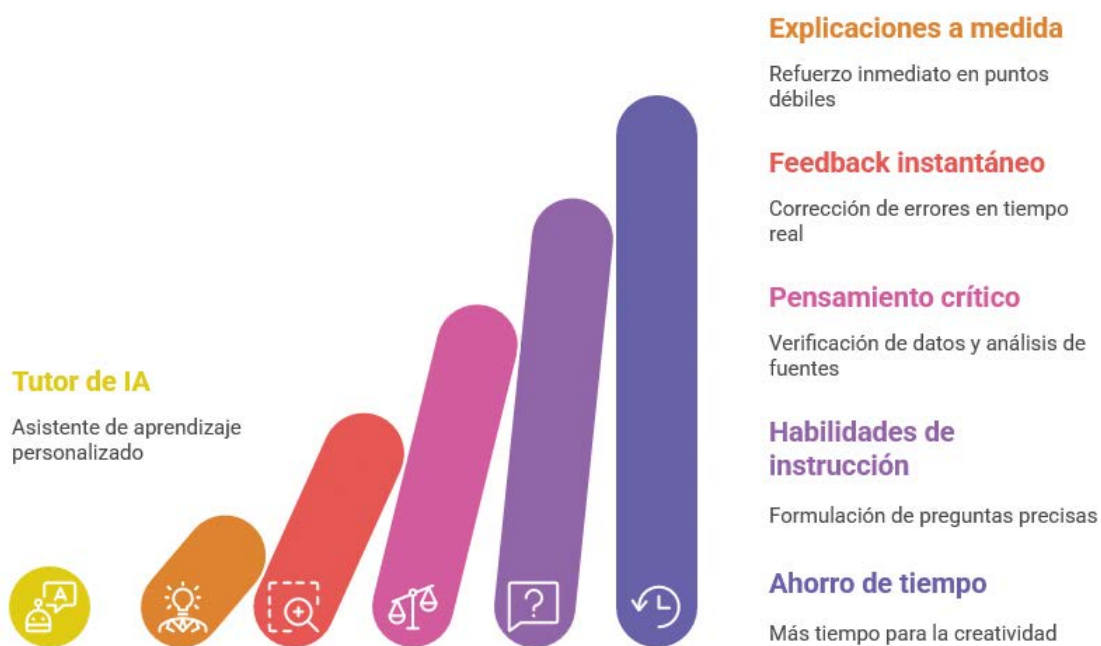 Explicaciones a medida
Refuerzo inmediato en puntos
débiles
Feedback instantáneo
Corrección de errores en tiempo
real
Pensamiento crítico
Verificación de datos y análisis de
fuentes
Tutor de IA
Asistente de aprendizaje
personalizado
Habilidades de
instrucción
Formulación de preguntas precisas
Ahorro de tiempo
Más tiempo para la creatividad
A
?